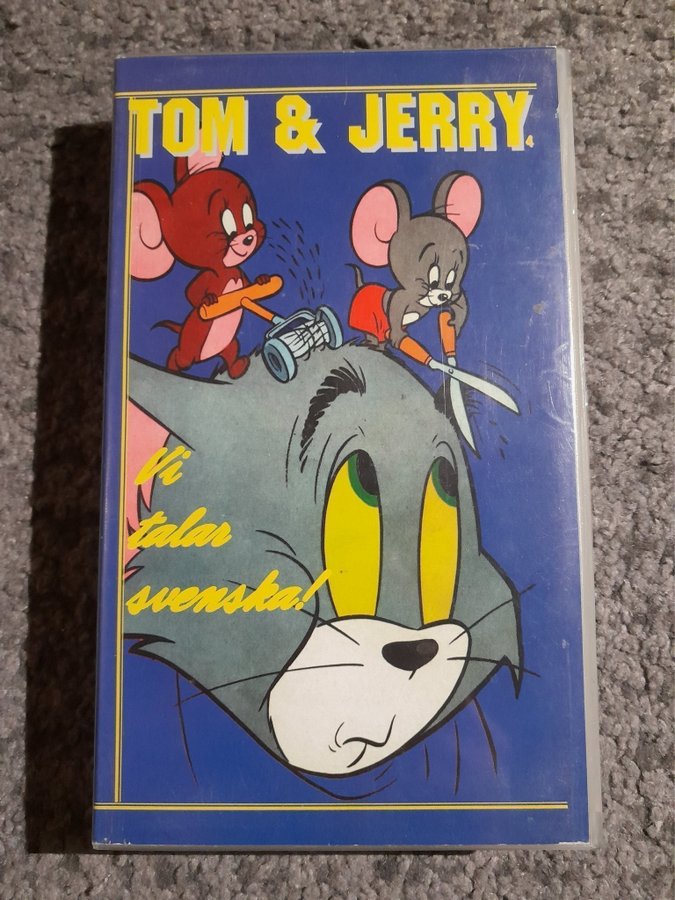 TOM & JERRY 4
Vi
talar
svenska!